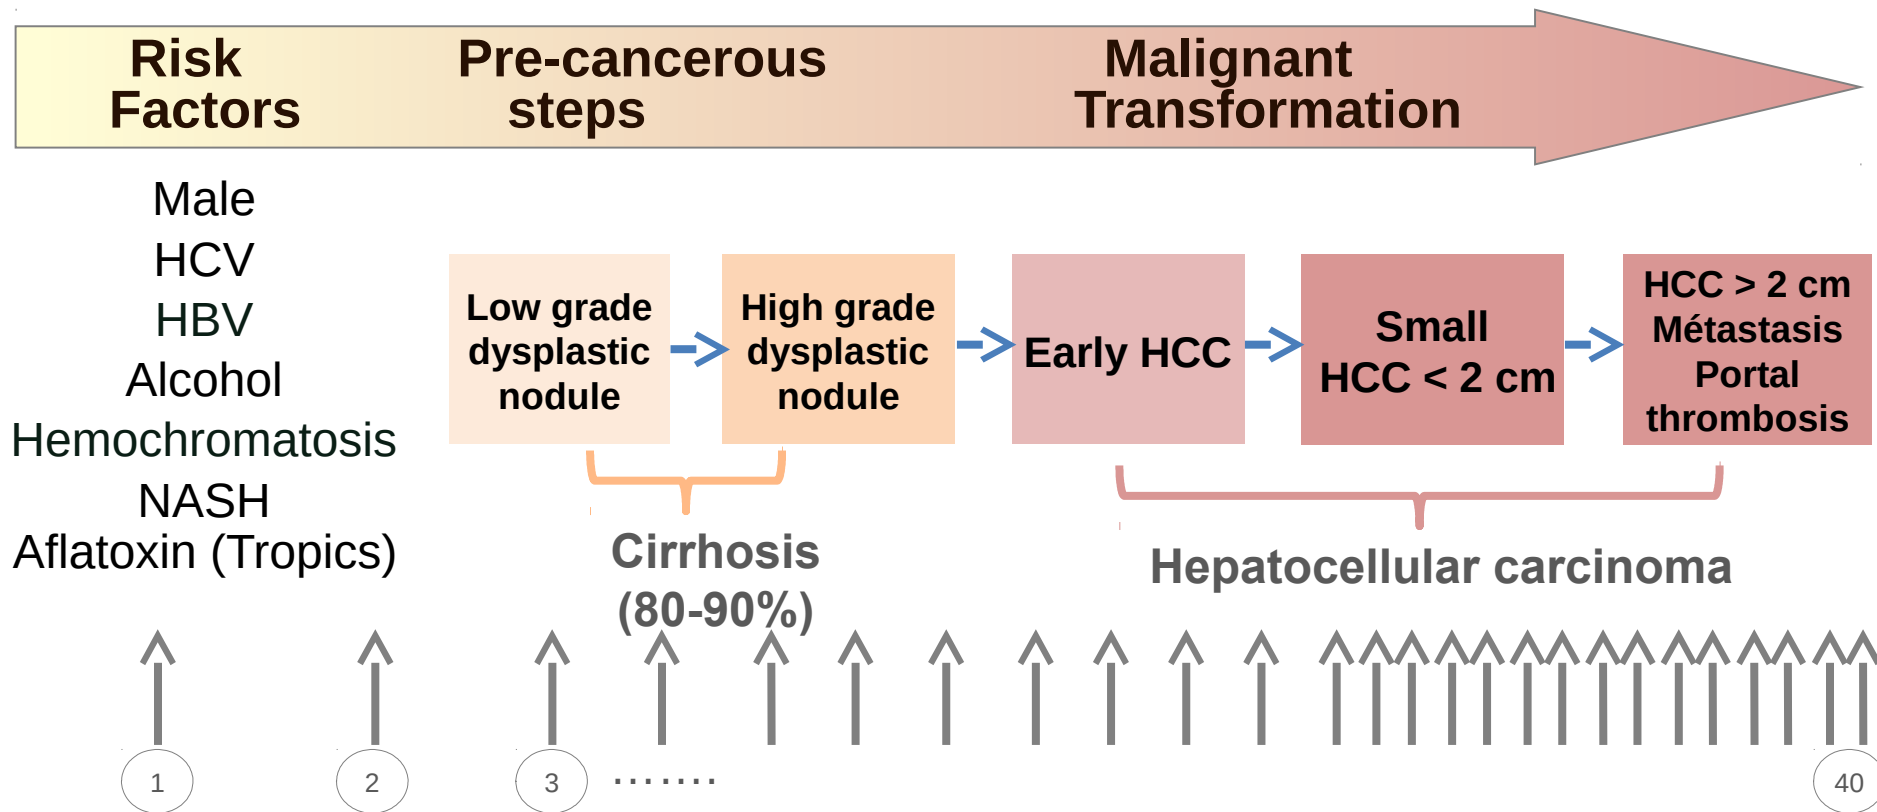 Risk
Factors
Pre-cancerous
steps
Malignant
Transformation
Male
HCV
HBV
Alcohol
Hemochromatosis
NASH
Aflatoxin (Tropics)
Low grade
dysplastic
nodule
High grade
dysplastic
nodule
Early HCC
Small
HCC < 2 cm
HCC > 2 cm
Métastasis
Portal
thrombosis
Cirrhosis
(80-90%)
Hepatocellular carcinoma
1
2
3
.......
40